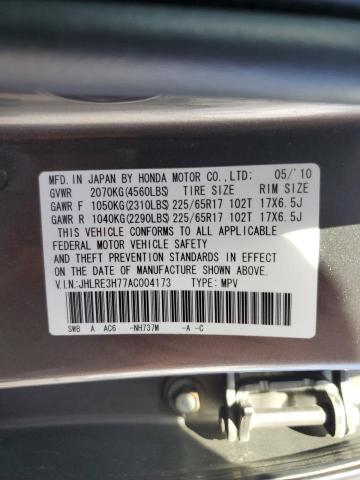 MFD. IN JAPAN BY HONDA MOTOR CO.,LTD: 05/'10
GVWR 2070KG(4560LBS) TIRE SIZE RIM SIZE
GAWR F 1050KG(2310LBS) 225/65R17 102T 17X6.5J
GAWR R 1040KG(2290LBS) 225/65R17 102T 17X6.5J
THIS VEHICLE CONFORMS TO ALL APPLICABLE
FEDERAL MOTOR VEHICLE SAFETY, BUMPER,
AND THEFT PREVENTION STANDARDS IN EFFECT
ON THE DATE OF MANUFACTURE SHOWN ABOVE.
V.I.N.:JHLRE3H77AC004173 TYPE: MPV
SWB A AC6 -NH737M -A -C